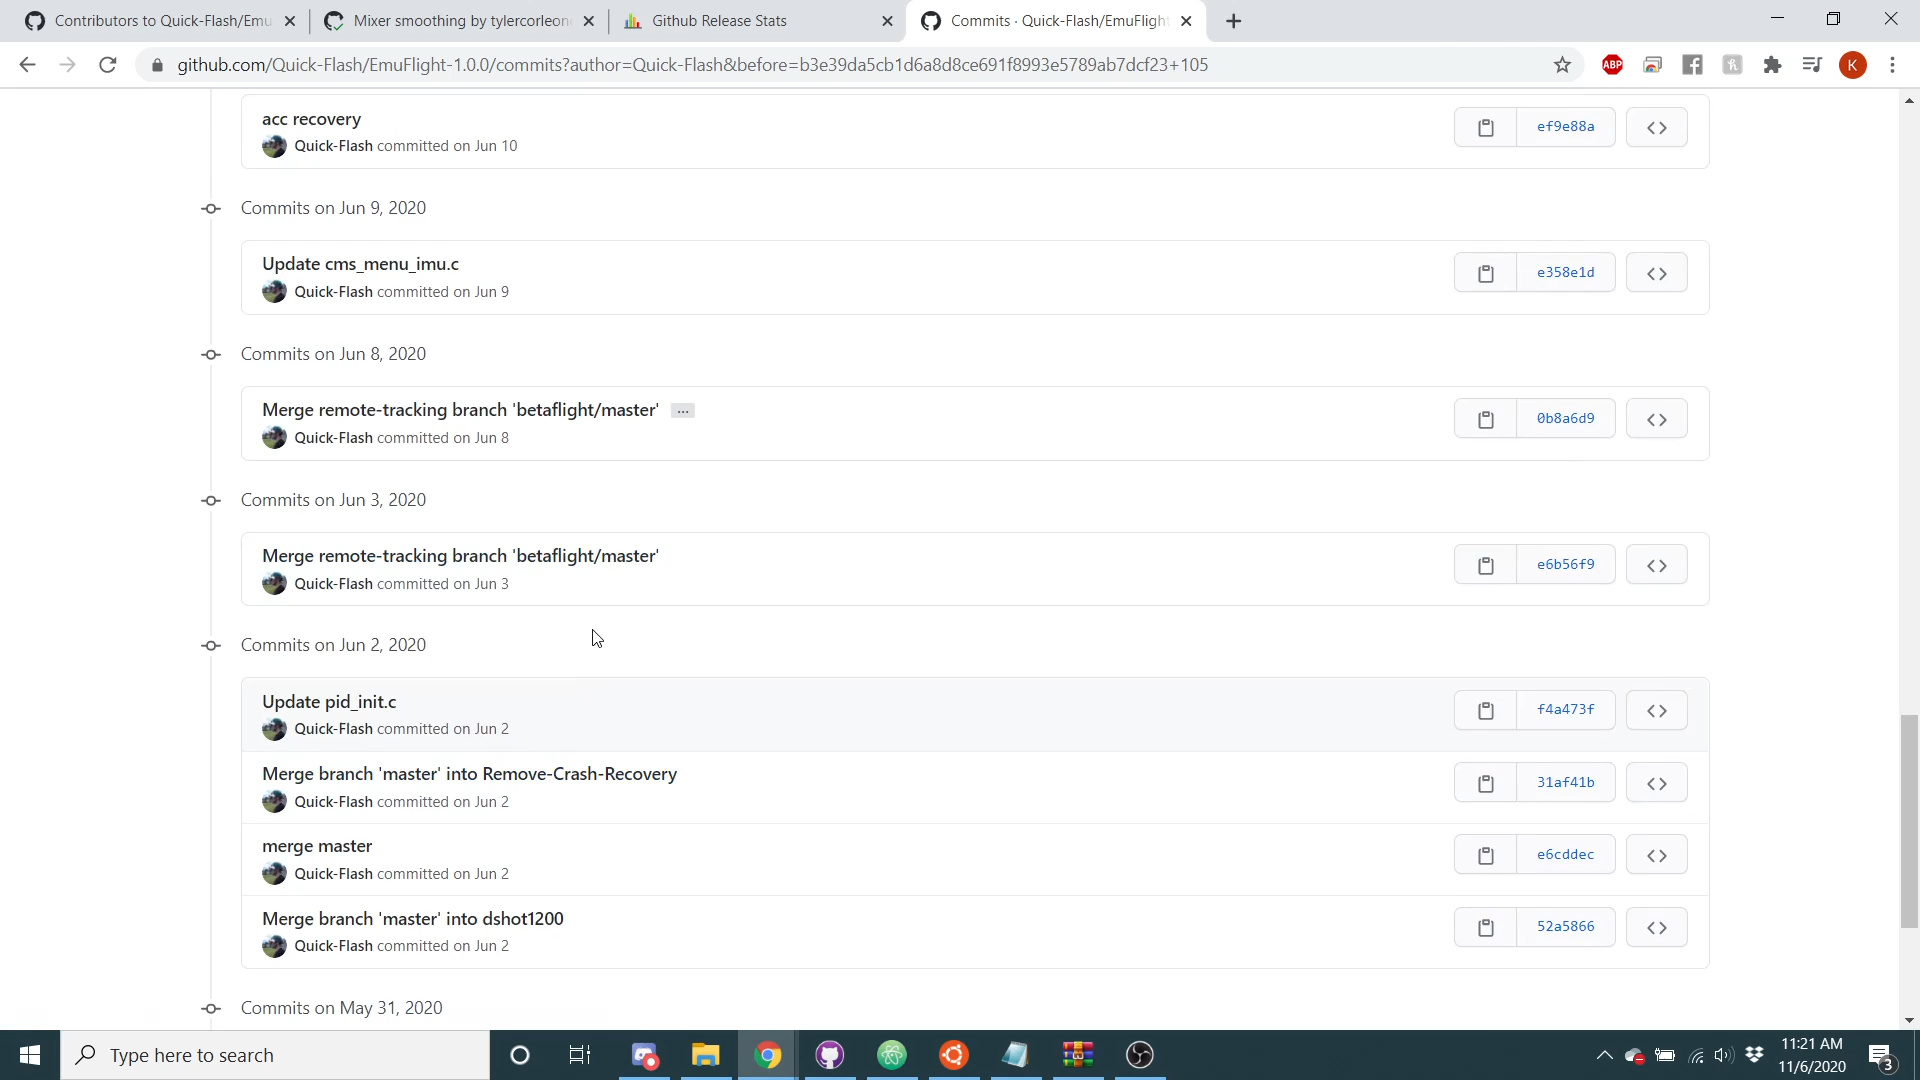 Contributors to Quick-Flash/Emu
Mixer smoothing by tylercorleon
Github Release Stats
Commits · Quick-Flash/EmuFlight
github.com/Quick-Flash/EmuFlight-1.0.0/commits?author=Quick-Flash&before=b3e39da5cb1d6a8d8ce691f8993e5789ab7dcf23+105
ABP
K
acc recovery
Quick-Flash committed on Jun 10
ef9e88a
Commits on Jun 9, 2020
Update cms_menu_imu.c
Quick-Flash committed on Jun 9
e358e1d
Commits on Jun 8, 2020
Merge remote-tracking branch 'betaflight/master' ...
Quick-Flash committed on Jun 8
0b8a6d9
Commits on Jun 3, 2020
Merge remote-tracking branch 'betaflight/master'
Quick-Flash committed on Jun 3
e6b56f9
Commits on Jun 2, 2020
Update pid_init.c
Quick-Flash committed on Jun 2
f4a473f
Merge branch 'master' into Remove-Crash-Recovery
Quick-Flash committed on Jun 2
31af41b
merge master
Quick-Flash committed on Jun 2
e6cddec
Merge branch 'master' into dshot1200
Quick-Flash committed on Jun 2
52a5866
Commits on May 31, 2020
Type here to search
11:21 AM
11/6/2020
3